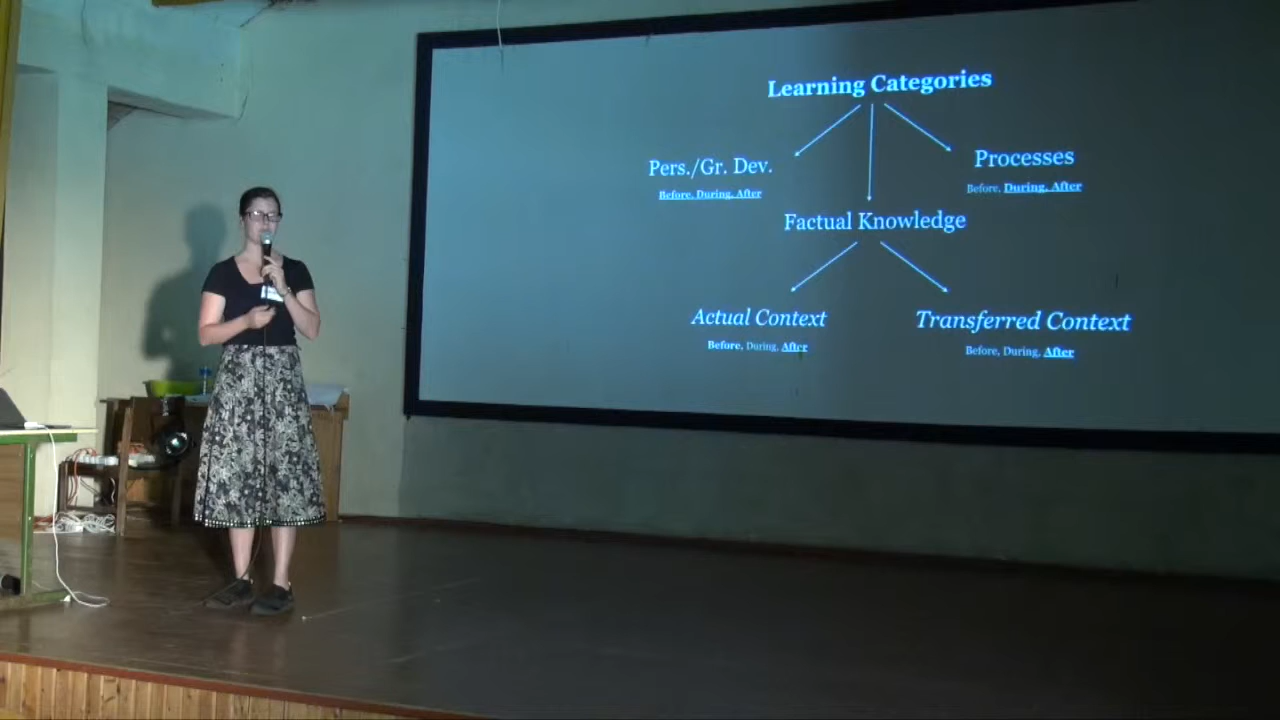 Learning Categories
Pers./Gr. Dev.
Before, During, After
Processes
Before, During, After
Factual Knowledge
Actual Context
Before, During, After
Transferred Context
Before, During, After